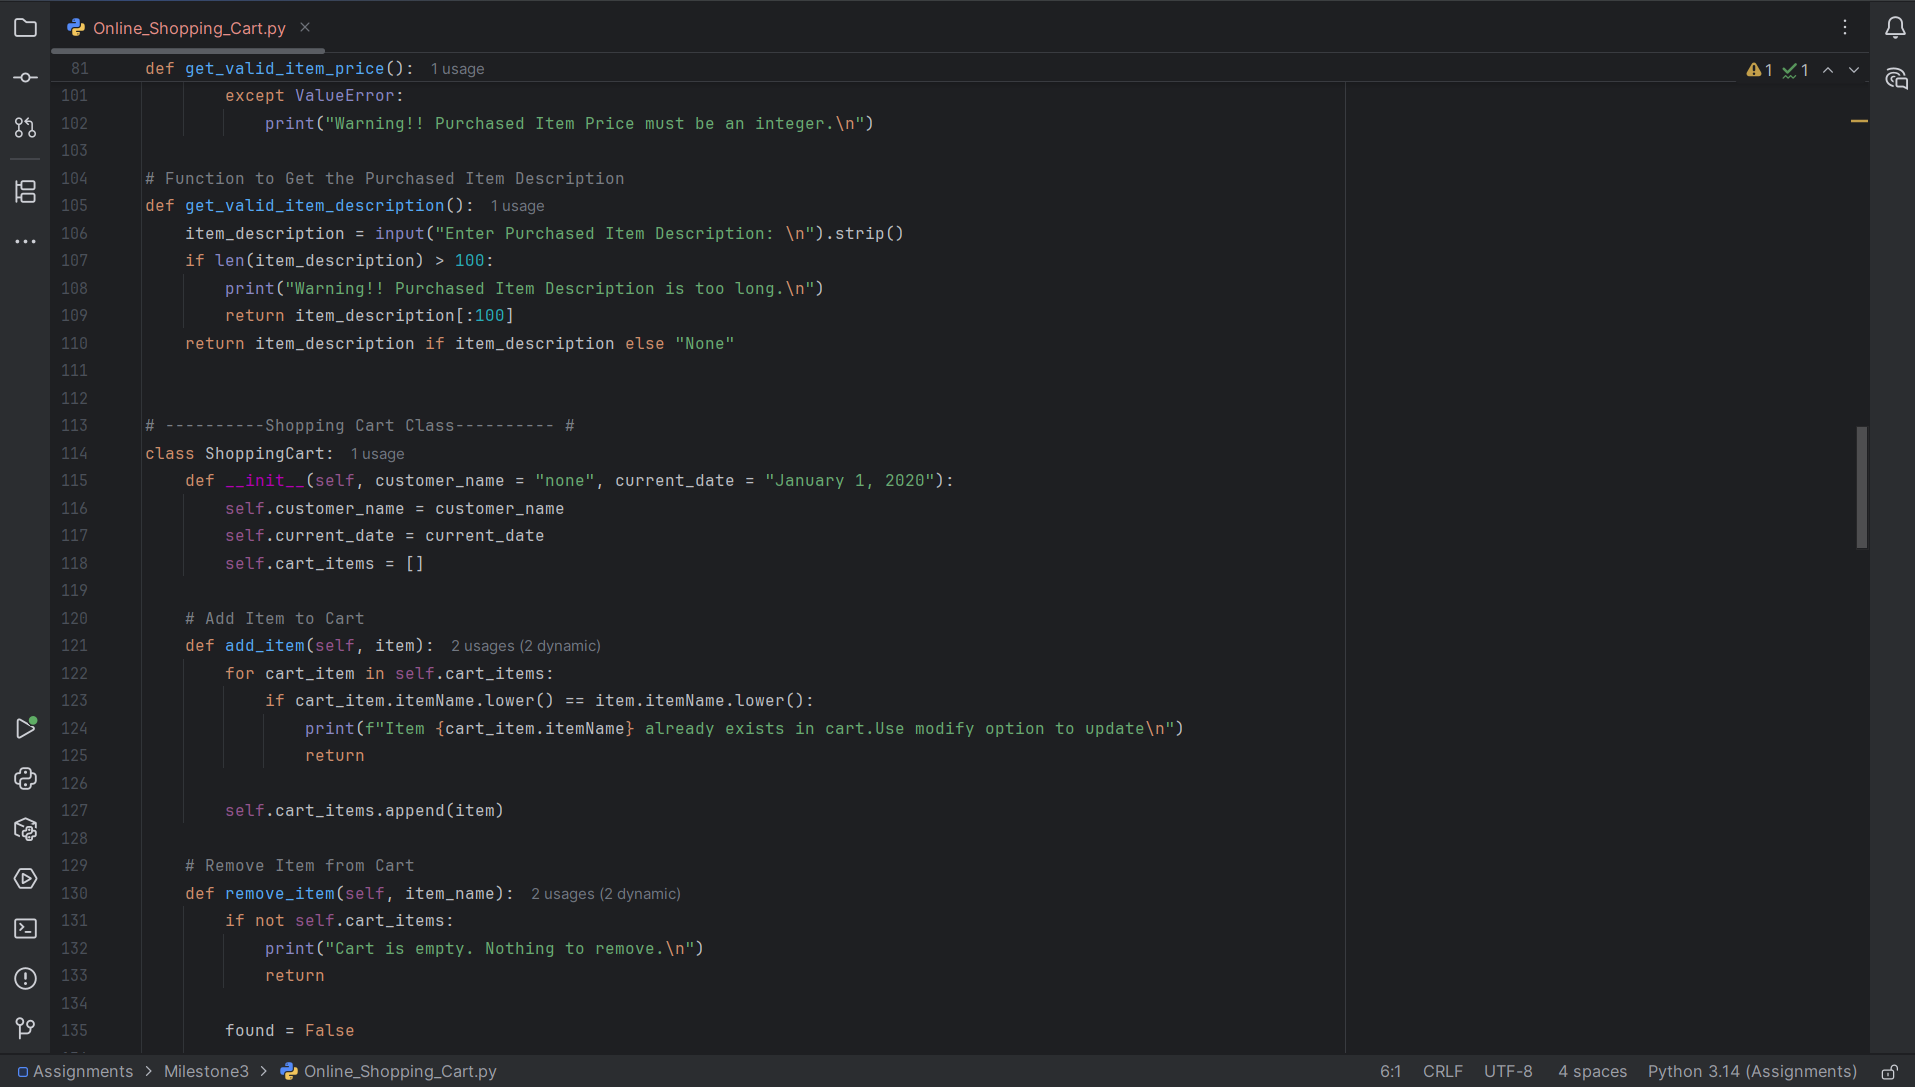 Online_Shopping_Cart.py
81 def get_valid_item_price(): 1 usage
1 1
101 except ValueError:
102 print("Warning!! Purchased Item Price must be an integer.\n")
103
104 # Function to Get the Purchased Item Description
105 def get_valid_item_description(): 1 usage
106 item_description = input("Enter Purchased Item Description: \n").strip()
107 if len(item_description) > 100:
108 print("Warning!! Purchased Item Description is too long.\n")
109 return item_description[:100]
110 return item_description if item_description else "None"
111
112
113 # ----------Shopping Cart Class---------- #
114 class ShoppingCart: 1 usage
115 def __init__(self, customer_name = "none", current_date = "January 1, 2020"):
116 self.customer_name = customer_name
117 self.current_date = current_date
118 self.cart_items = []
119
120 # Add Item to Cart
121 def add_item(self, item): 2 usages (2 dynamic)
122 for cart_item in self.cart_items:
123 if cart_item.itemName.lower() == item.itemName.lower():
124 print(f"Item {cart_item.itemName} already exists in cart.Use modify option to update\n")
125 return
126
127 self.cart_items.append(item)
128
129 # Remove Item from Cart
130 def remove_item(self, item_name): 2 usages (2 dynamic)
131 if not self.cart_items:
132 print("Cart is empty. Nothing to remove.\n")
133 return
134
135 found = False
Assignments > Milestone3 > Online_Shopping_Cart.py 6:1 CRLF UTF-8 4 spaces Python 3.14 (Assignments)